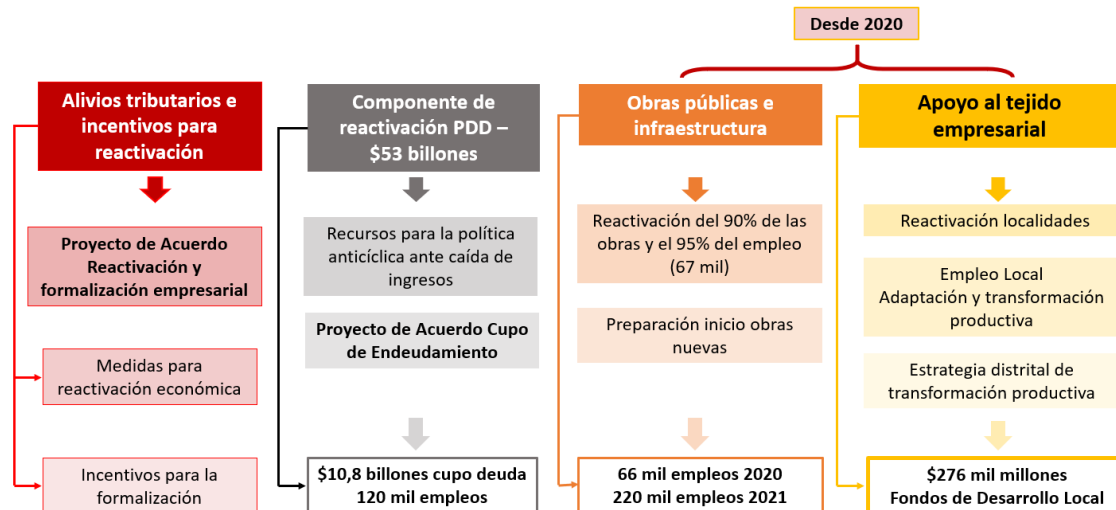 Desde 2020
Alivios tributarios e
incentivos para
reactivación
Proyecto de Acuerdo
Reactivación y
formalización empresarial
Medidas para
reactivación económica
Incentivos para la
formalización
Componente de
reactivación PDD –
$53 billones
Recursos para la política
anticíclica ante caída de
ingresos
Proyecto de Acuerdo Cupo
de Endeudamiento
$10,8 billones cupo deuda
120 mil empleos
Obras públicas e
infraestructura
Reactivación del 90% de las
obras y el 95% del empleo
(67 mil)
Preparación inicio obras
nuevas
66 mil empleos 2020
220 mil empleos 2021
Apoyo al tejido
empresarial
Reactivación localidades
Empleo Local
Adaptación y transformación
productiva
Estrategia distrital de
transformación productiva
$276 mil millones
Fondos de Desarrollo Local